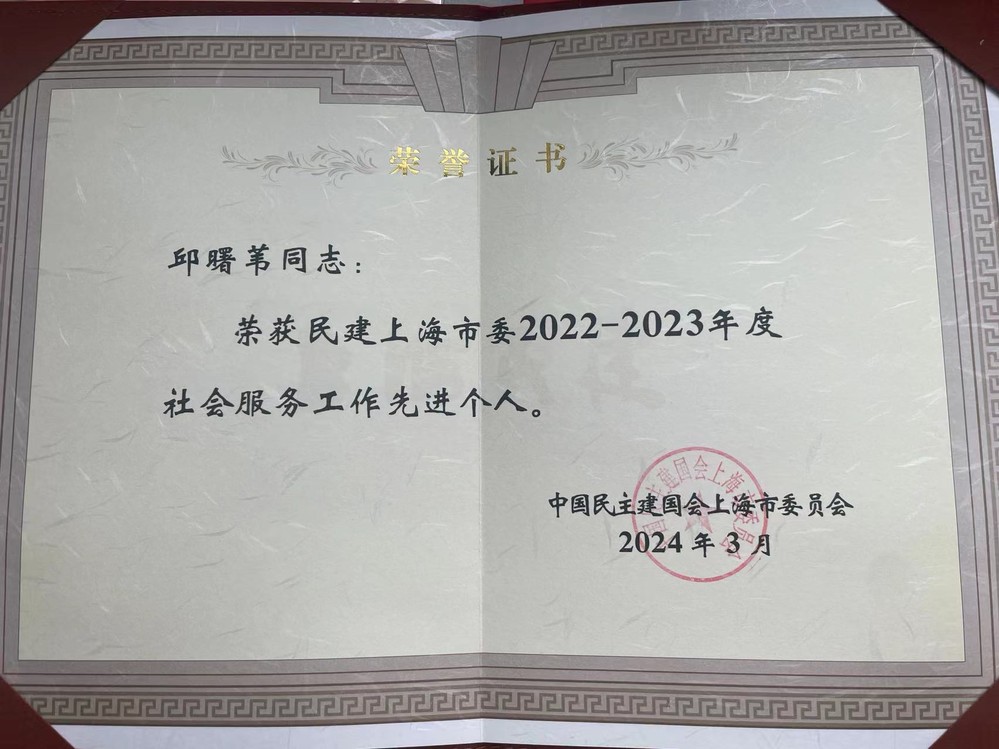 荣誉证书
邱曙苇同志：
荣获民建上海市委2022-2023年度
社会服务工作先进个人。
中国民主建国会上海市委员会
2024年3月